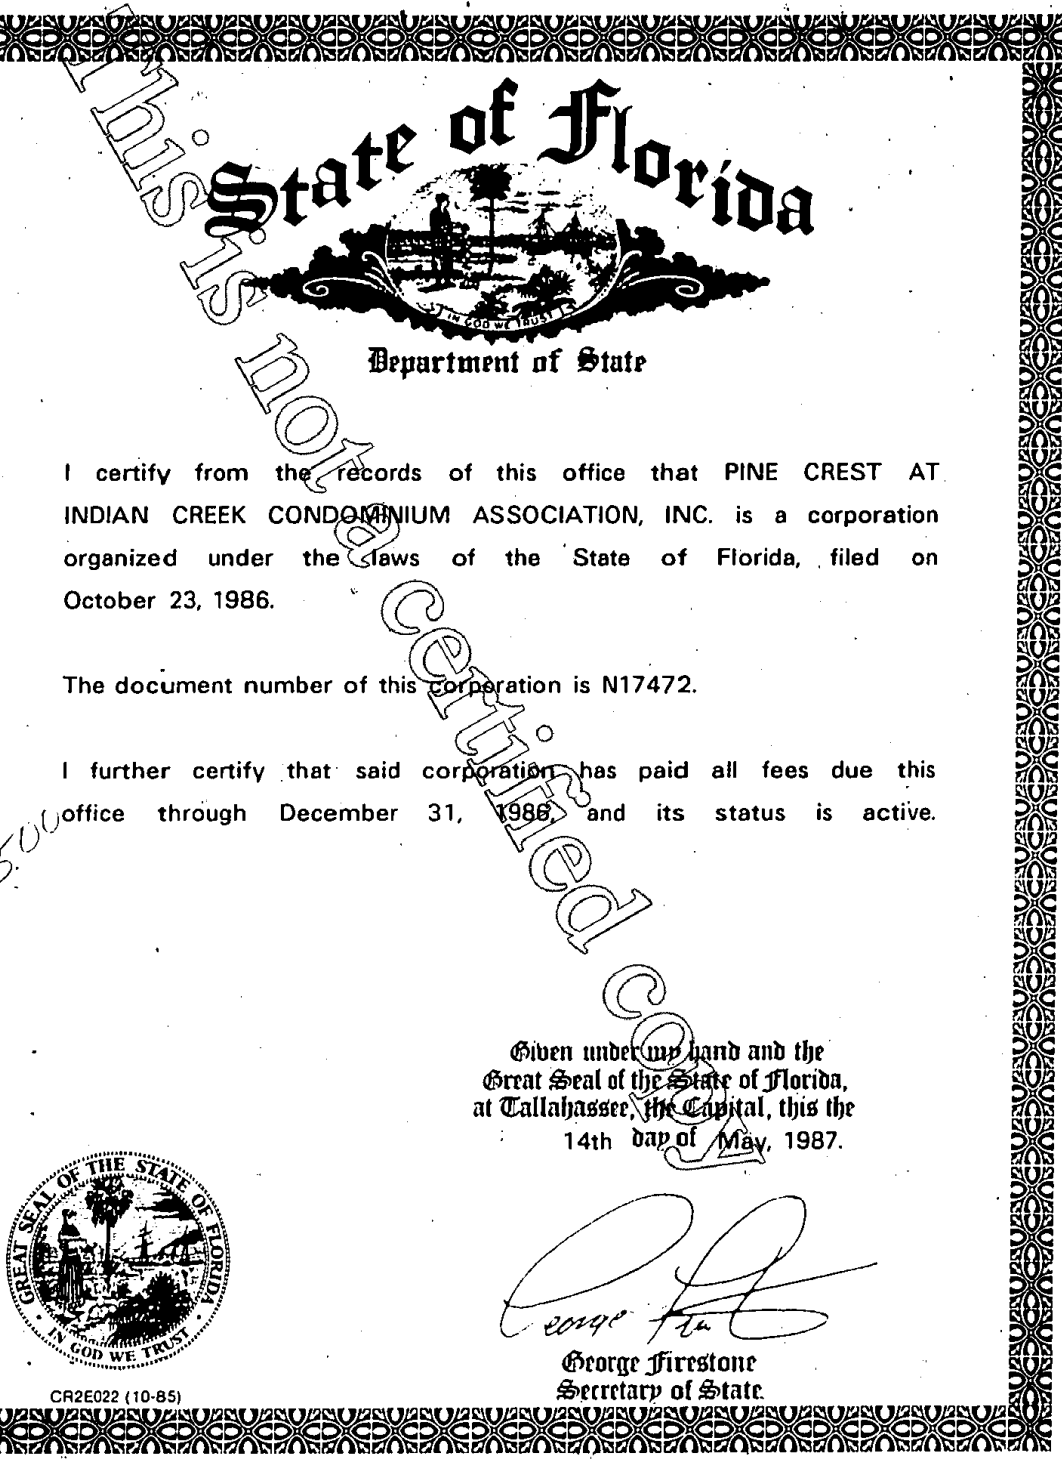 State of Florida
IN GOD WE TRUST
Department of State
This is not a certified copy
I certify from the records of this office that PINE CREST AT
INDIAN CREEK CONDOMINIUM ASSOCIATION, INC. is a corporation
organized under the laws of the State of Florida, filed on
October 23, 1986.
The document number of this corporation is N17472.
I further certify that said corporation has paid all fees due this
office through December 31, 1986, and its status is active.
Given under my hand and the
Great Seal of the State of Florida,
at Tallahassee, the Capital, this the
14th day of May, 1987.
George Firestone
GREAT SEAL OF THE STATE OF FLORIDA
IN GOD WE TRUST
George Firestone
Secretary of State
CR2E022 (10-85)